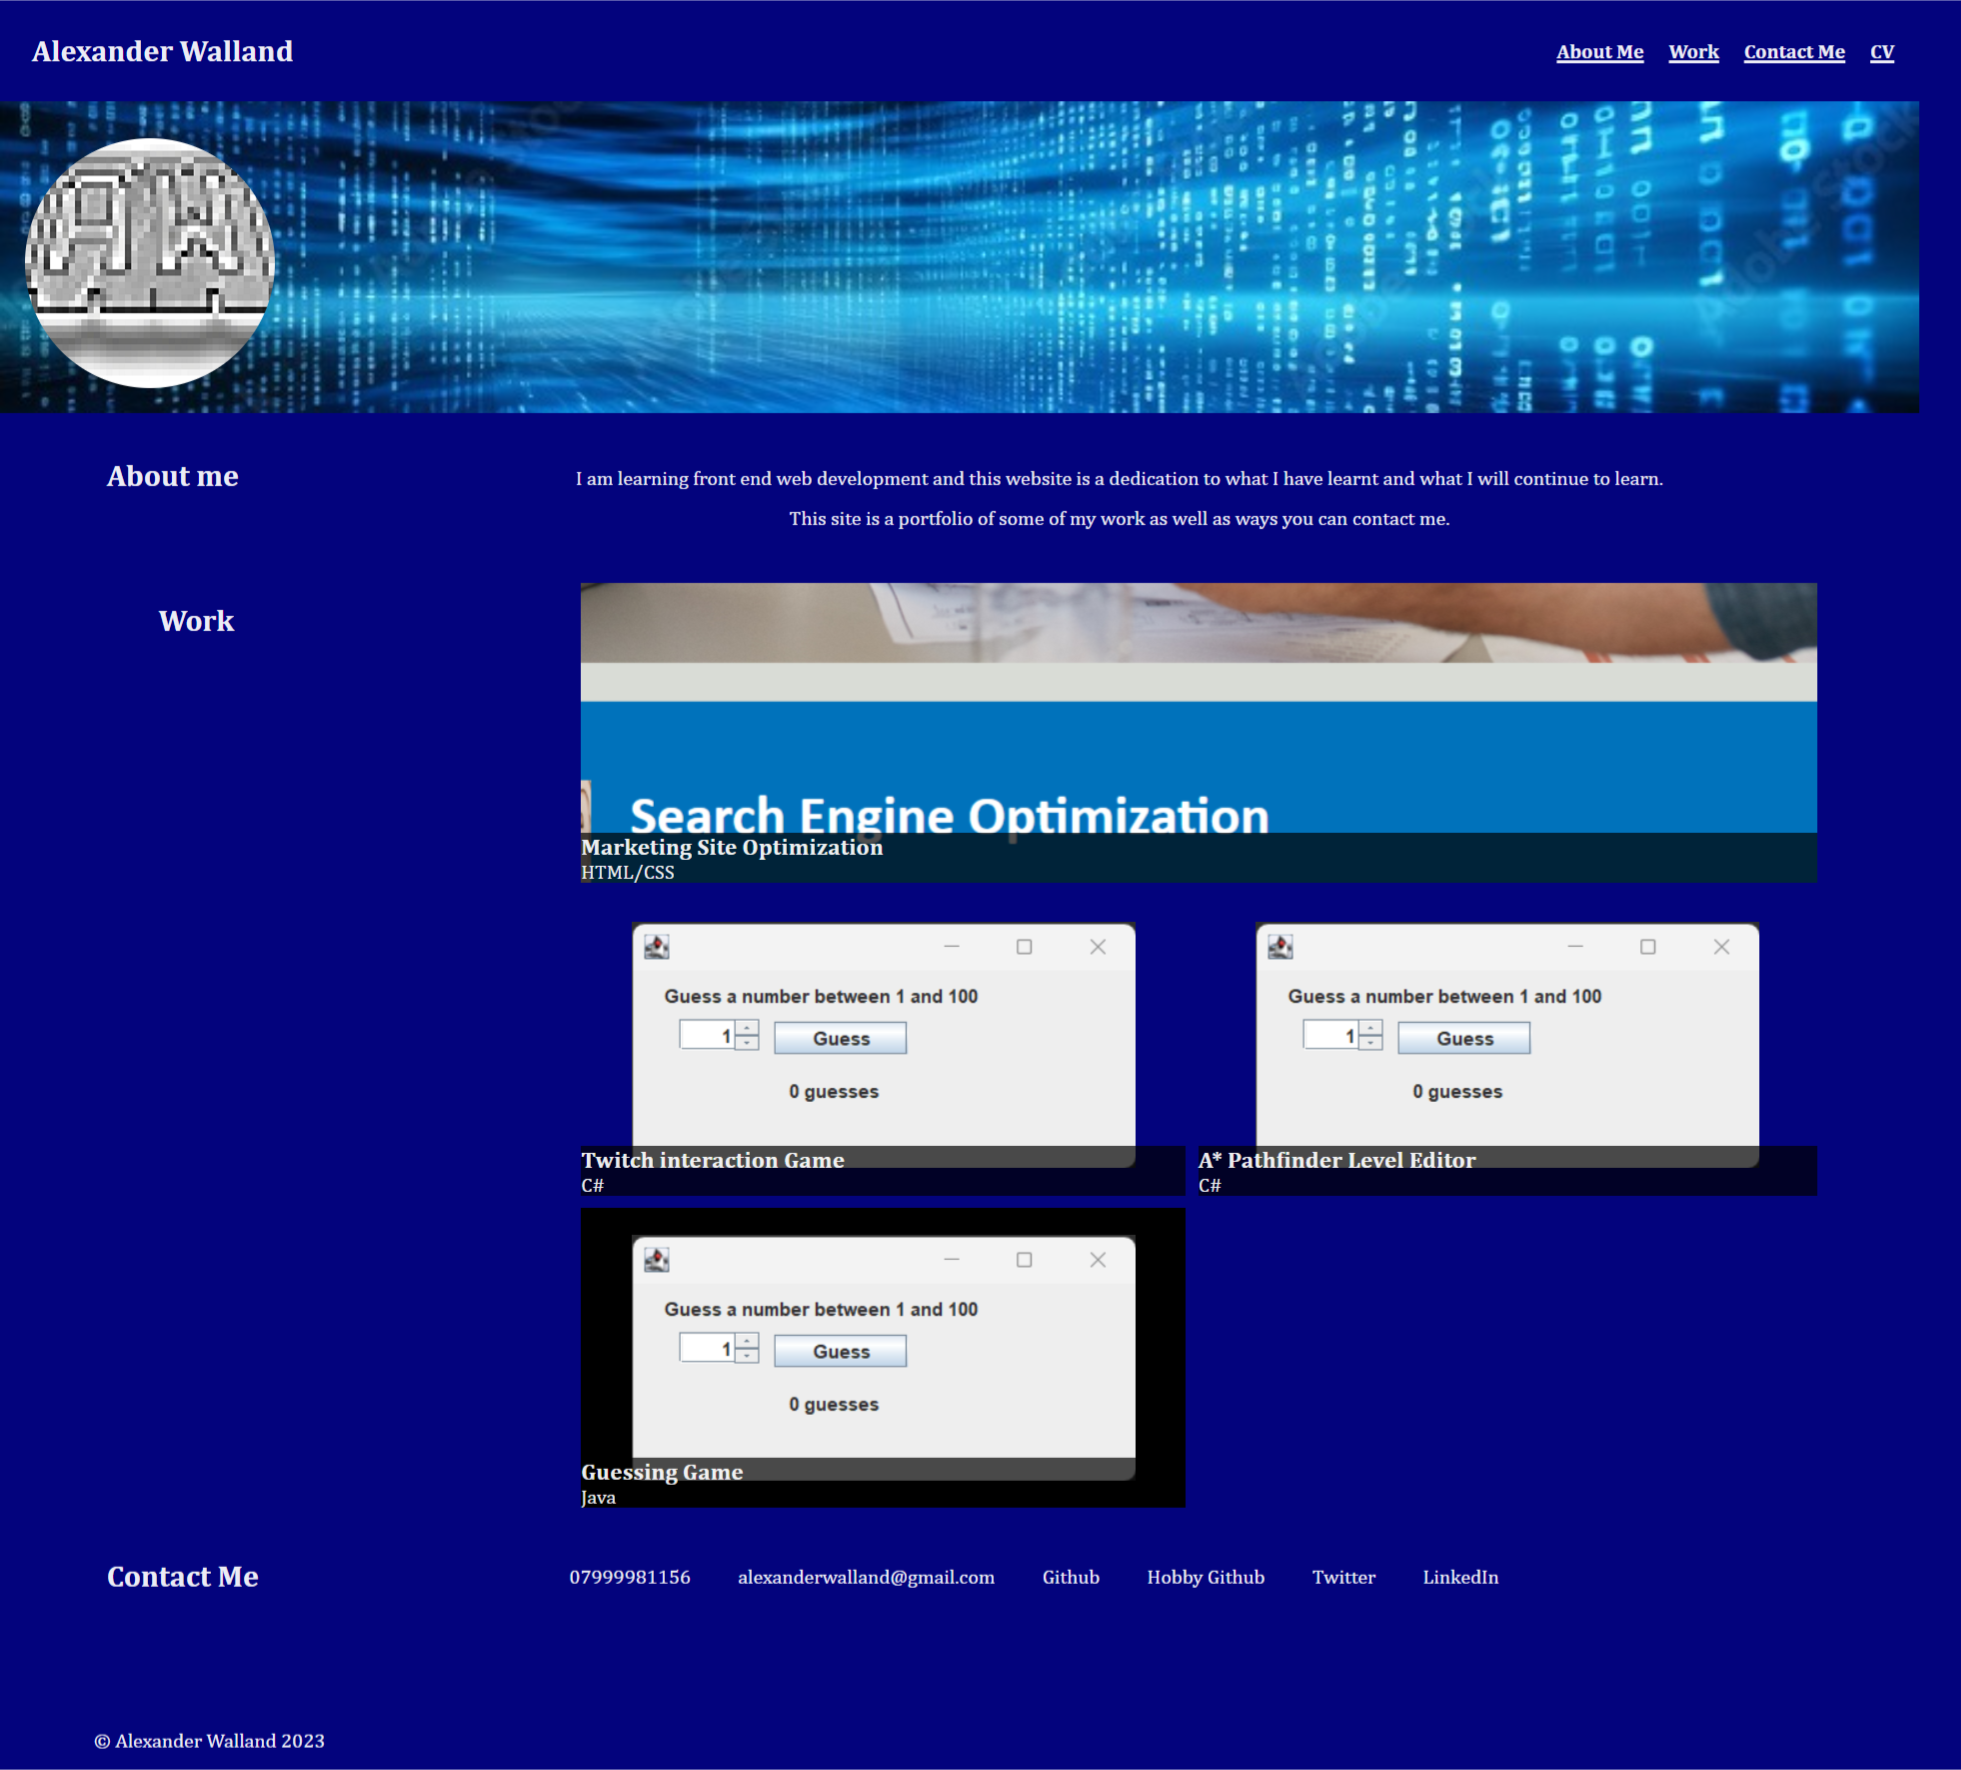 Alexander Walland
About Me Work Contact Me CV
AW
About me
I am learning front end web development and this website is a dedication to what I have learnt and what I will continue to learn.
This site is a portfolio of some of my work as well as ways you can contact me.
Work
Search Engine Optimization
Marketing Site Optimization
HTML/CSS
Guess a number between 1 and 100
1 Guess
0 guesses
Twitch interaction Game
C#
Guess a number between 1 and 100
1 Guess
0 guesses
A* Pathfinder Level Editor
C#
Guess a number between 1 and 100
1 Guess
0 guesses
Guessing Game
Java
Contact Me
07999981156 alexanderwalland@gmail.com Github Hobby Github Twitter LinkedIn
© Alexander Walland 2023